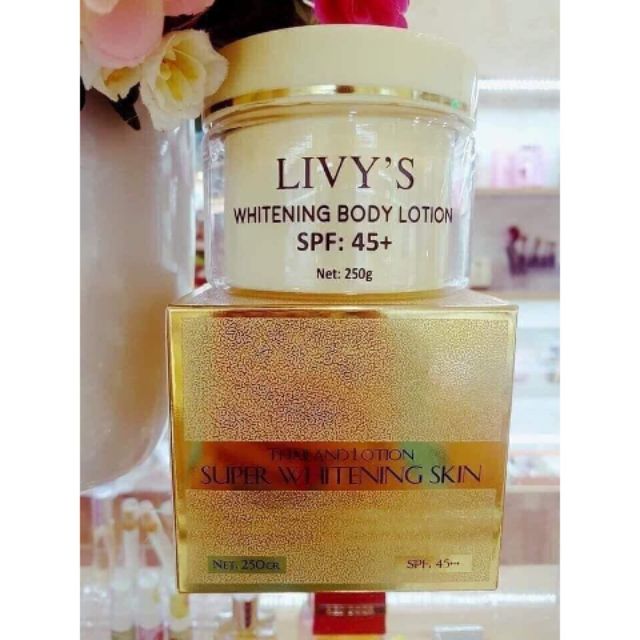 LIVY'S
WHITENING BODY LOTION
SPF: 45+
Net: 250g
THAILAND LOTION
SUPER WHITENING SKIN
NET. 250GR
SPF. 45++